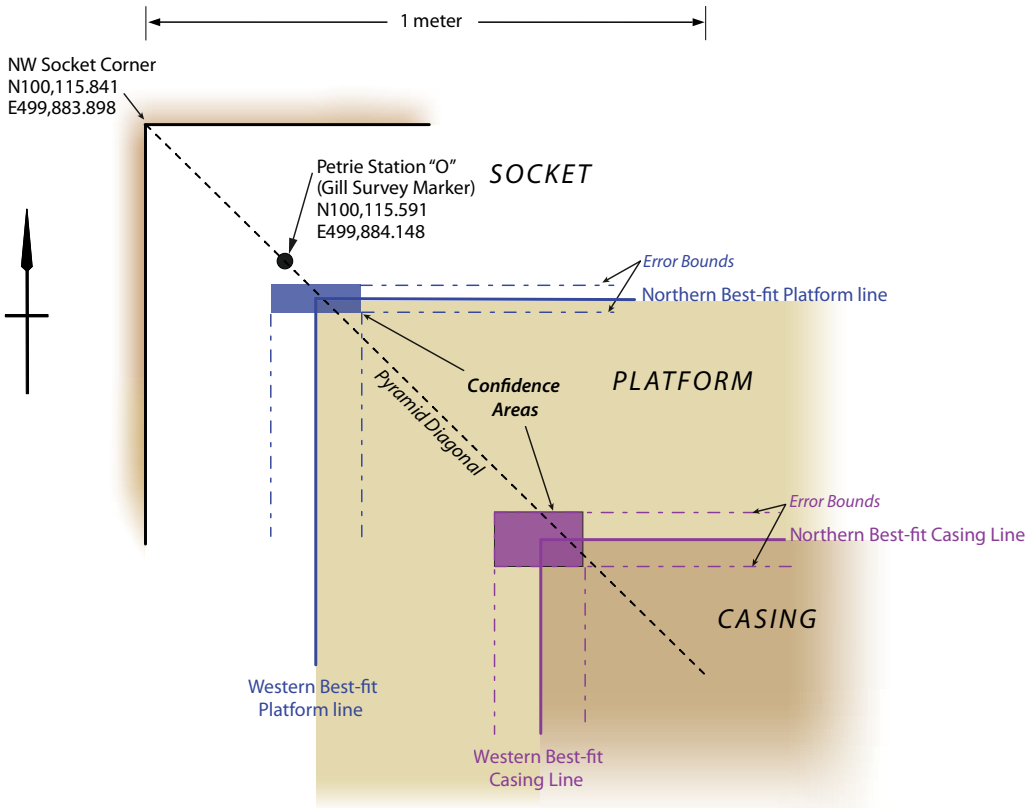 1 meter
NW Socket Corner
N100,115.841
E499,883.898
Petrie Station “O”
(Gill Survey Marker)
N100,115.591
E499,884.148
SOCKET
Error Bounds
Northern Best-fit Platform line
PLATFORM
Confidence
Areas
Pyramid Diagonal
Error Bounds
Northern Best-fit Casing Line
CASING
Western Best-fit
Platform line
Western Best-fit
Casing Line